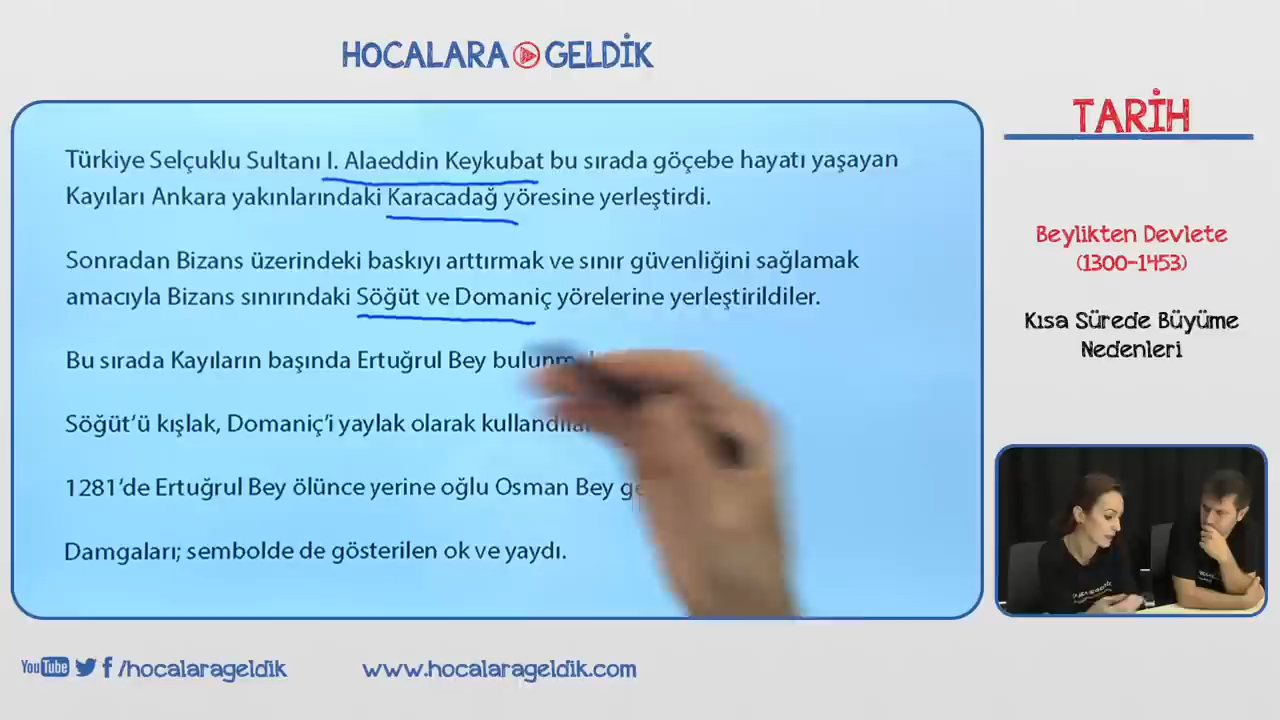 HOCALARA GELDİK
Türkiye Selçuklu Sultanı I. Alaeddin Keykubat bu sırada göçebe hayatı yaşayan
Kayıları Ankara yakınlarındaki Karacadağ yöresine yerleştirdi.
Sonradan Bizans üzerindeki baskıyı arttırmak ve sınır güvenliğini sağlamak
amacıyla Bizans sınırındaki Söğüt ve Domaniç yörelerine yerleştirildiler.
Bu sırada Kayıların başında Ertuğrul Bey
Söğüt'ü kışlak, Domaniç'i yaylak olarak
1281'de Ertuğrul Bey ölünce yerine oğlu Osman Bey
Damgaları; sembolde de gösterilen ok ve yaydı.
TARİH
Beylikten Devlete
(1300-1453)
Kısa Sürede Büyüme
Nedenleri
YouTube /hocalarageldik
www.hocalarageldik.com